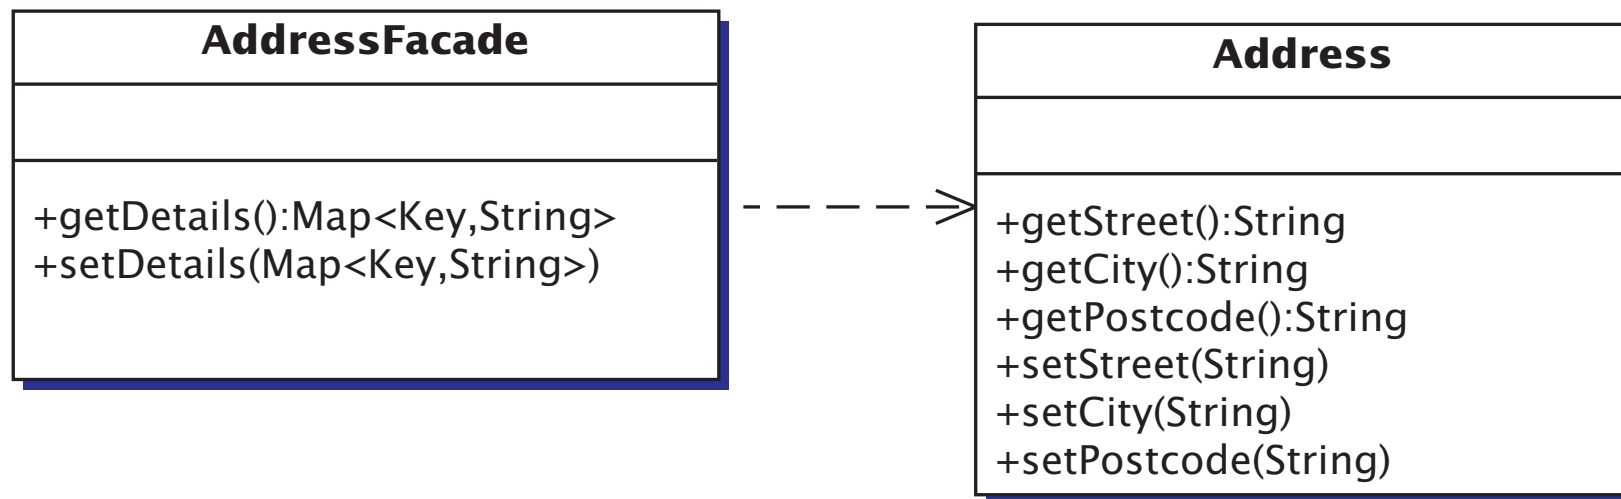 AddressFacade
+getDetails():Map<Key,String>
+setDetails(Map<Key,String>)
Address
+getStreet():String
+getCity():String
+getPostcode():String
+setStreet(String)
+setCity(String)
+setPostcode(String)